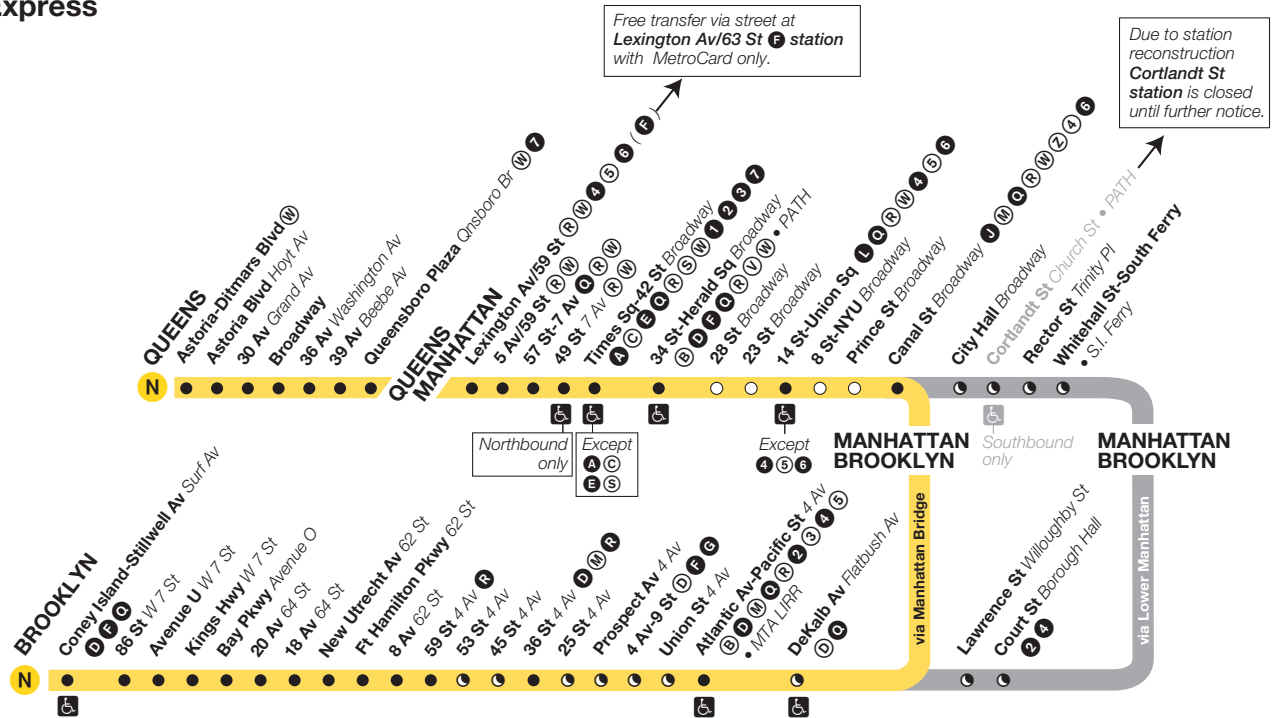 Express
Free transfer via street at
Lexington Av/63 St F station
with MetroCard only.
Due to station
reconstruction
Cortlandt St
station is closed
until further notice.
QUEENS
Astoria-Ditmars Blvd W
Astoria Blvd Hoyt Av
30 Av Grand Av
Broadway
36 Av Washington Av
39 Av Beebe Av
Queensboro Plaza Qnsboro Br W 7
QUEENS
MANHATTAN
Lexington Av/59 St R W 4 5 6 ( F )
5 Av/59 St R W
57 St-7 Av Q R W
49 St 7 Av R W
Times Sq-42 St Broadway
A C E Q R S W 1 2 3 7
34 St-Herald Sq Broadway
B D F Q R V W • PATH
28 St Broadway
23 St Broadway
14 St-Union Sq L Q R W 4 5 6
8 St-NYU Broadway
Prince St Broadway
Canal St Broadway J M Q R W Z 4 6
City Hall Broadway
Cortlandt St Church St • PATH
Rector St Trinity Pl
Whitehall St-South Ferry
• S.I. Ferry
N
Northbound
only
Except
A C
E S
Except
4 5 6
MANHATTAN
BROOKLYN
Southbound
only
MANHATTAN
BROOKLYN
via Manhattan Bridge
via Lower Manhattan
BROOKLYN
Coney Island-Stillwell Av Surf Av
D F Q
86 St W 7 St
Avenue U W 7 St
Kings Hwy W 7 St
Bay Pkwy Avenue O
20 Av 64 St
18 Av 64 St
New Utrecht Av 62 St
Ft Hamilton Pkwy 62 St
8 Av 62 St
59 St 4 Av R
53 St 4 Av
45 St 4 Av
36 St 4 Av D M R
25 St 4 Av
Prospect Av 4 Av
4 Av-9 St D F G
Union St 4 Av
Atlantic Av-Pacific St 4 Av
B D M Q R 2 3 4 5
• MTA LIRR
DeKalb Av Flatbush Av
D Q
Lawrence St Willoughby St
Court St Borough Hall
2 4
N